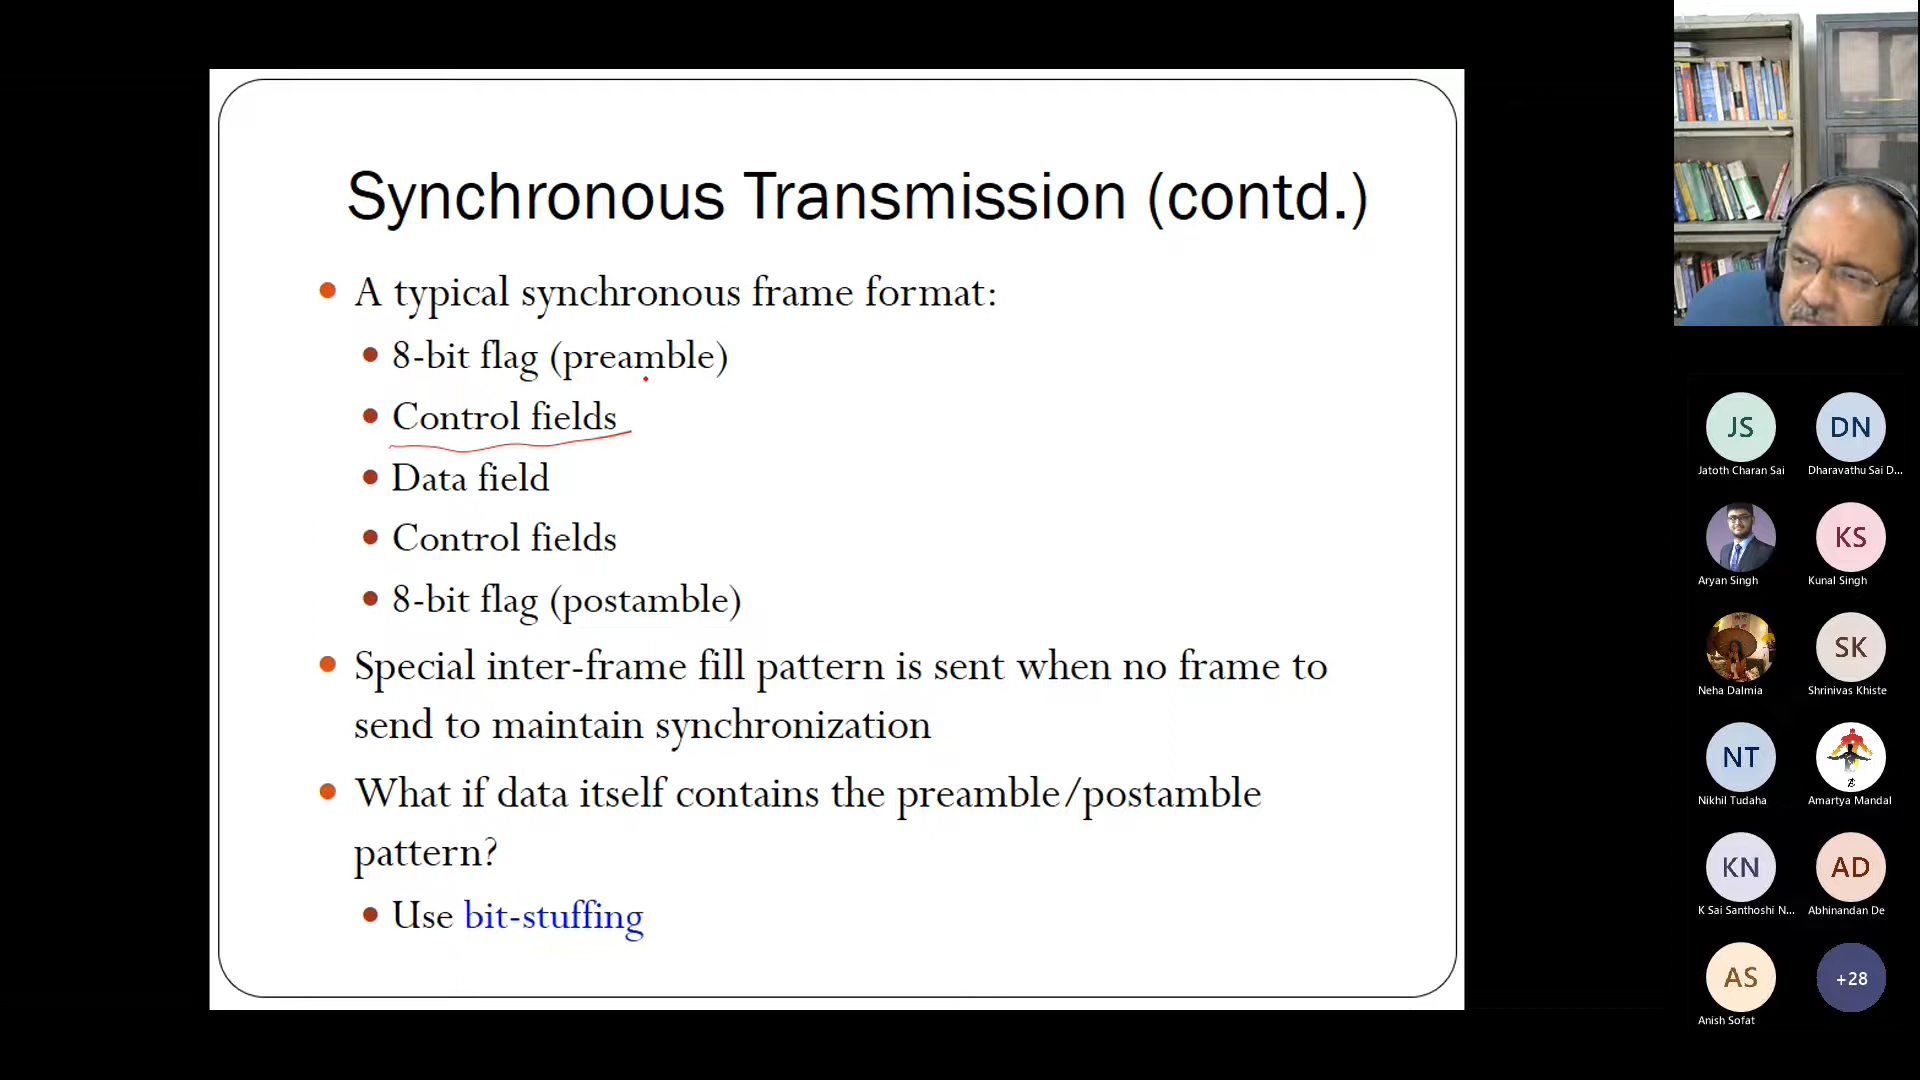 Synchronous Transmission (contd.)
A typical synchronous frame format:
8-bit flag (preamble)
Control fields
Data field
Control fields
8-bit flag (postamble)
Special inter-frame fill pattern is sent when no frame to
send to maintain synchronization
What if data itself contains the preamble/postamble
pattern?
Use bit-stuffing
JS
Jatoth Charan Sai
DN
Dharavathu Sai D...
Aryan Singh
KS
Kunal Singh
Neha Dalmia
SK
Shrinivas Khiste
NT
Nikhil Tudaha
Amartya Mandal
KN
K Sai Santhoshi N...
AD
Abhinandan De
AS
Anish Sofat
+28